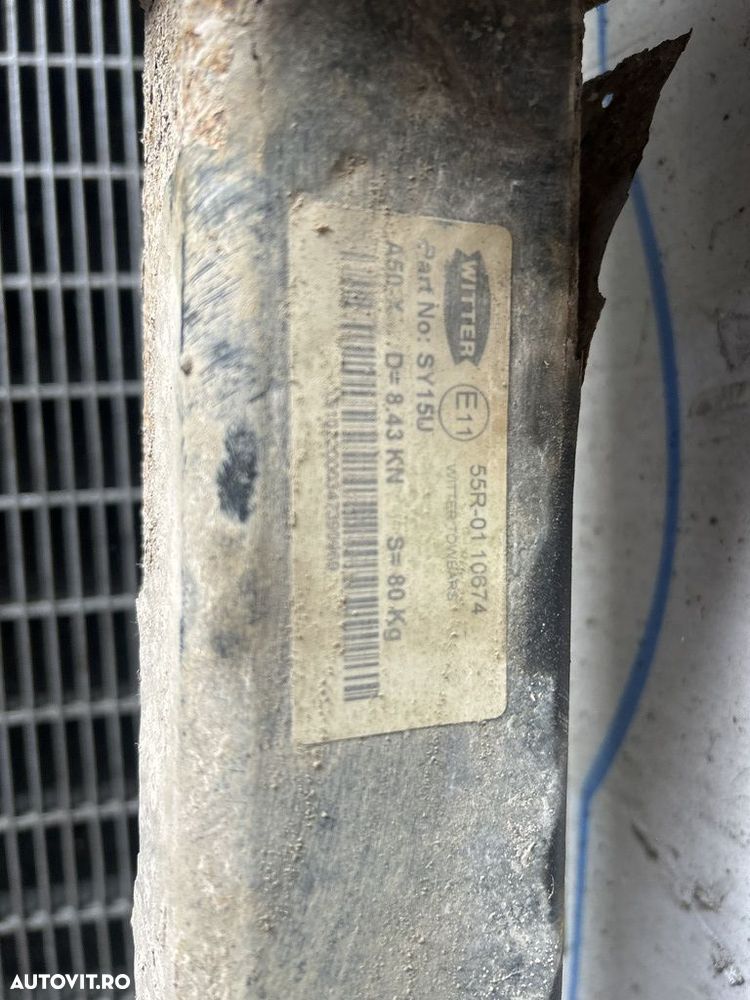 WITTER
E11
55R-01 10674
WITTER TOWBARS
Part No: SY15U
A50-X D= 8,43 KN S= 80 Kg
AUTOVIT.RO